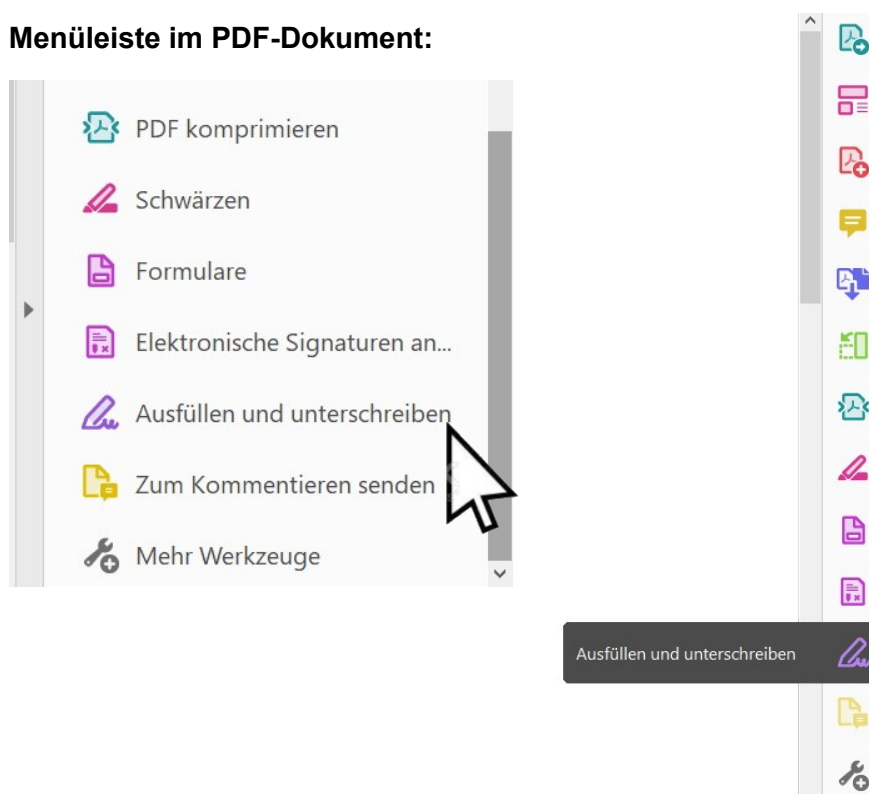 Menüleiste im PDF-Dokument:
PDF komprimieren
Schwärzen
Formulare
Elektronische Signaturen an...
Ausfüllen und unterschreiben
Zum Kommentieren senden
Mehr Werkzeuge
Ausfüllen und unterschreiben